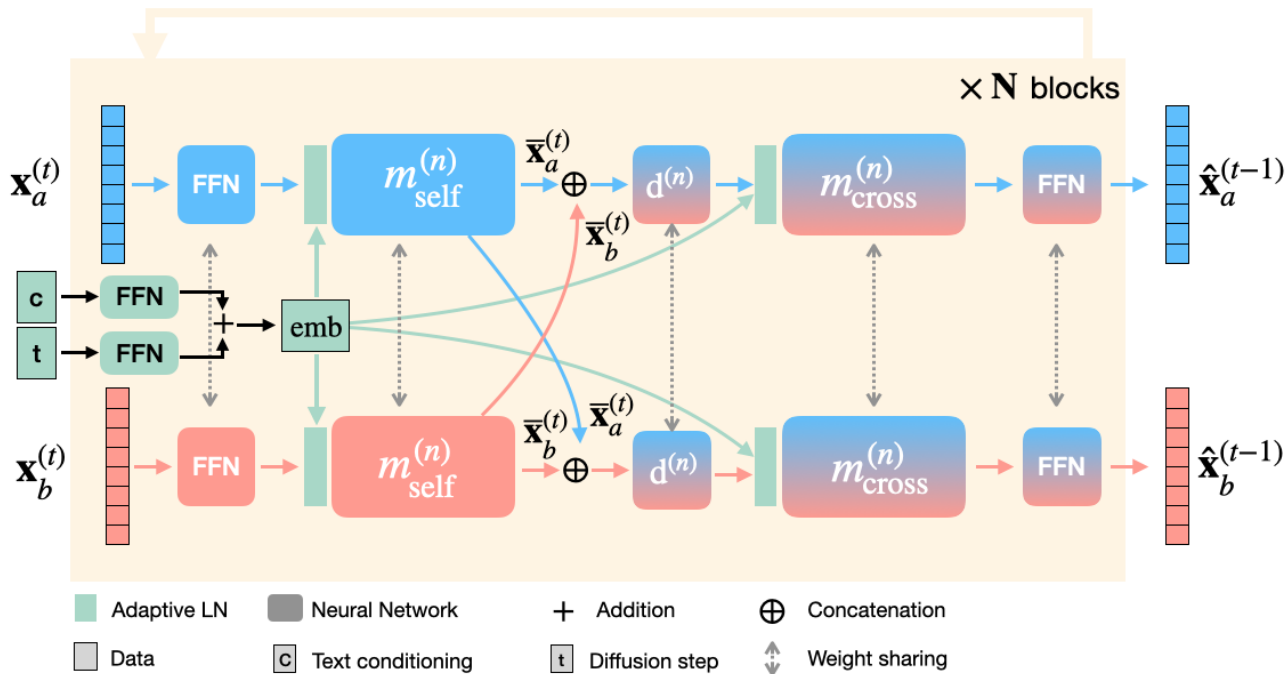 × N blocks
x_a^(t)
FFN
m_self^(n)
x̅_a^(t)
x̅_b^(t)
d^(n)
m_cross^(n)
FFN
x̂_a^(t−1)
c
FFN
+
emb
t
FFN
x_b^(t)
FFN
m_self^(n)
x̅_b^(t)
x̅_a^(t)
d^(n)
m_cross^(n)
FFN
x̂_b^(t−1)
Adaptive LN
Neural Network
+ Addition
⊕ Concatenation
Data
c Text conditioning
t Diffusion step
Weight sharing